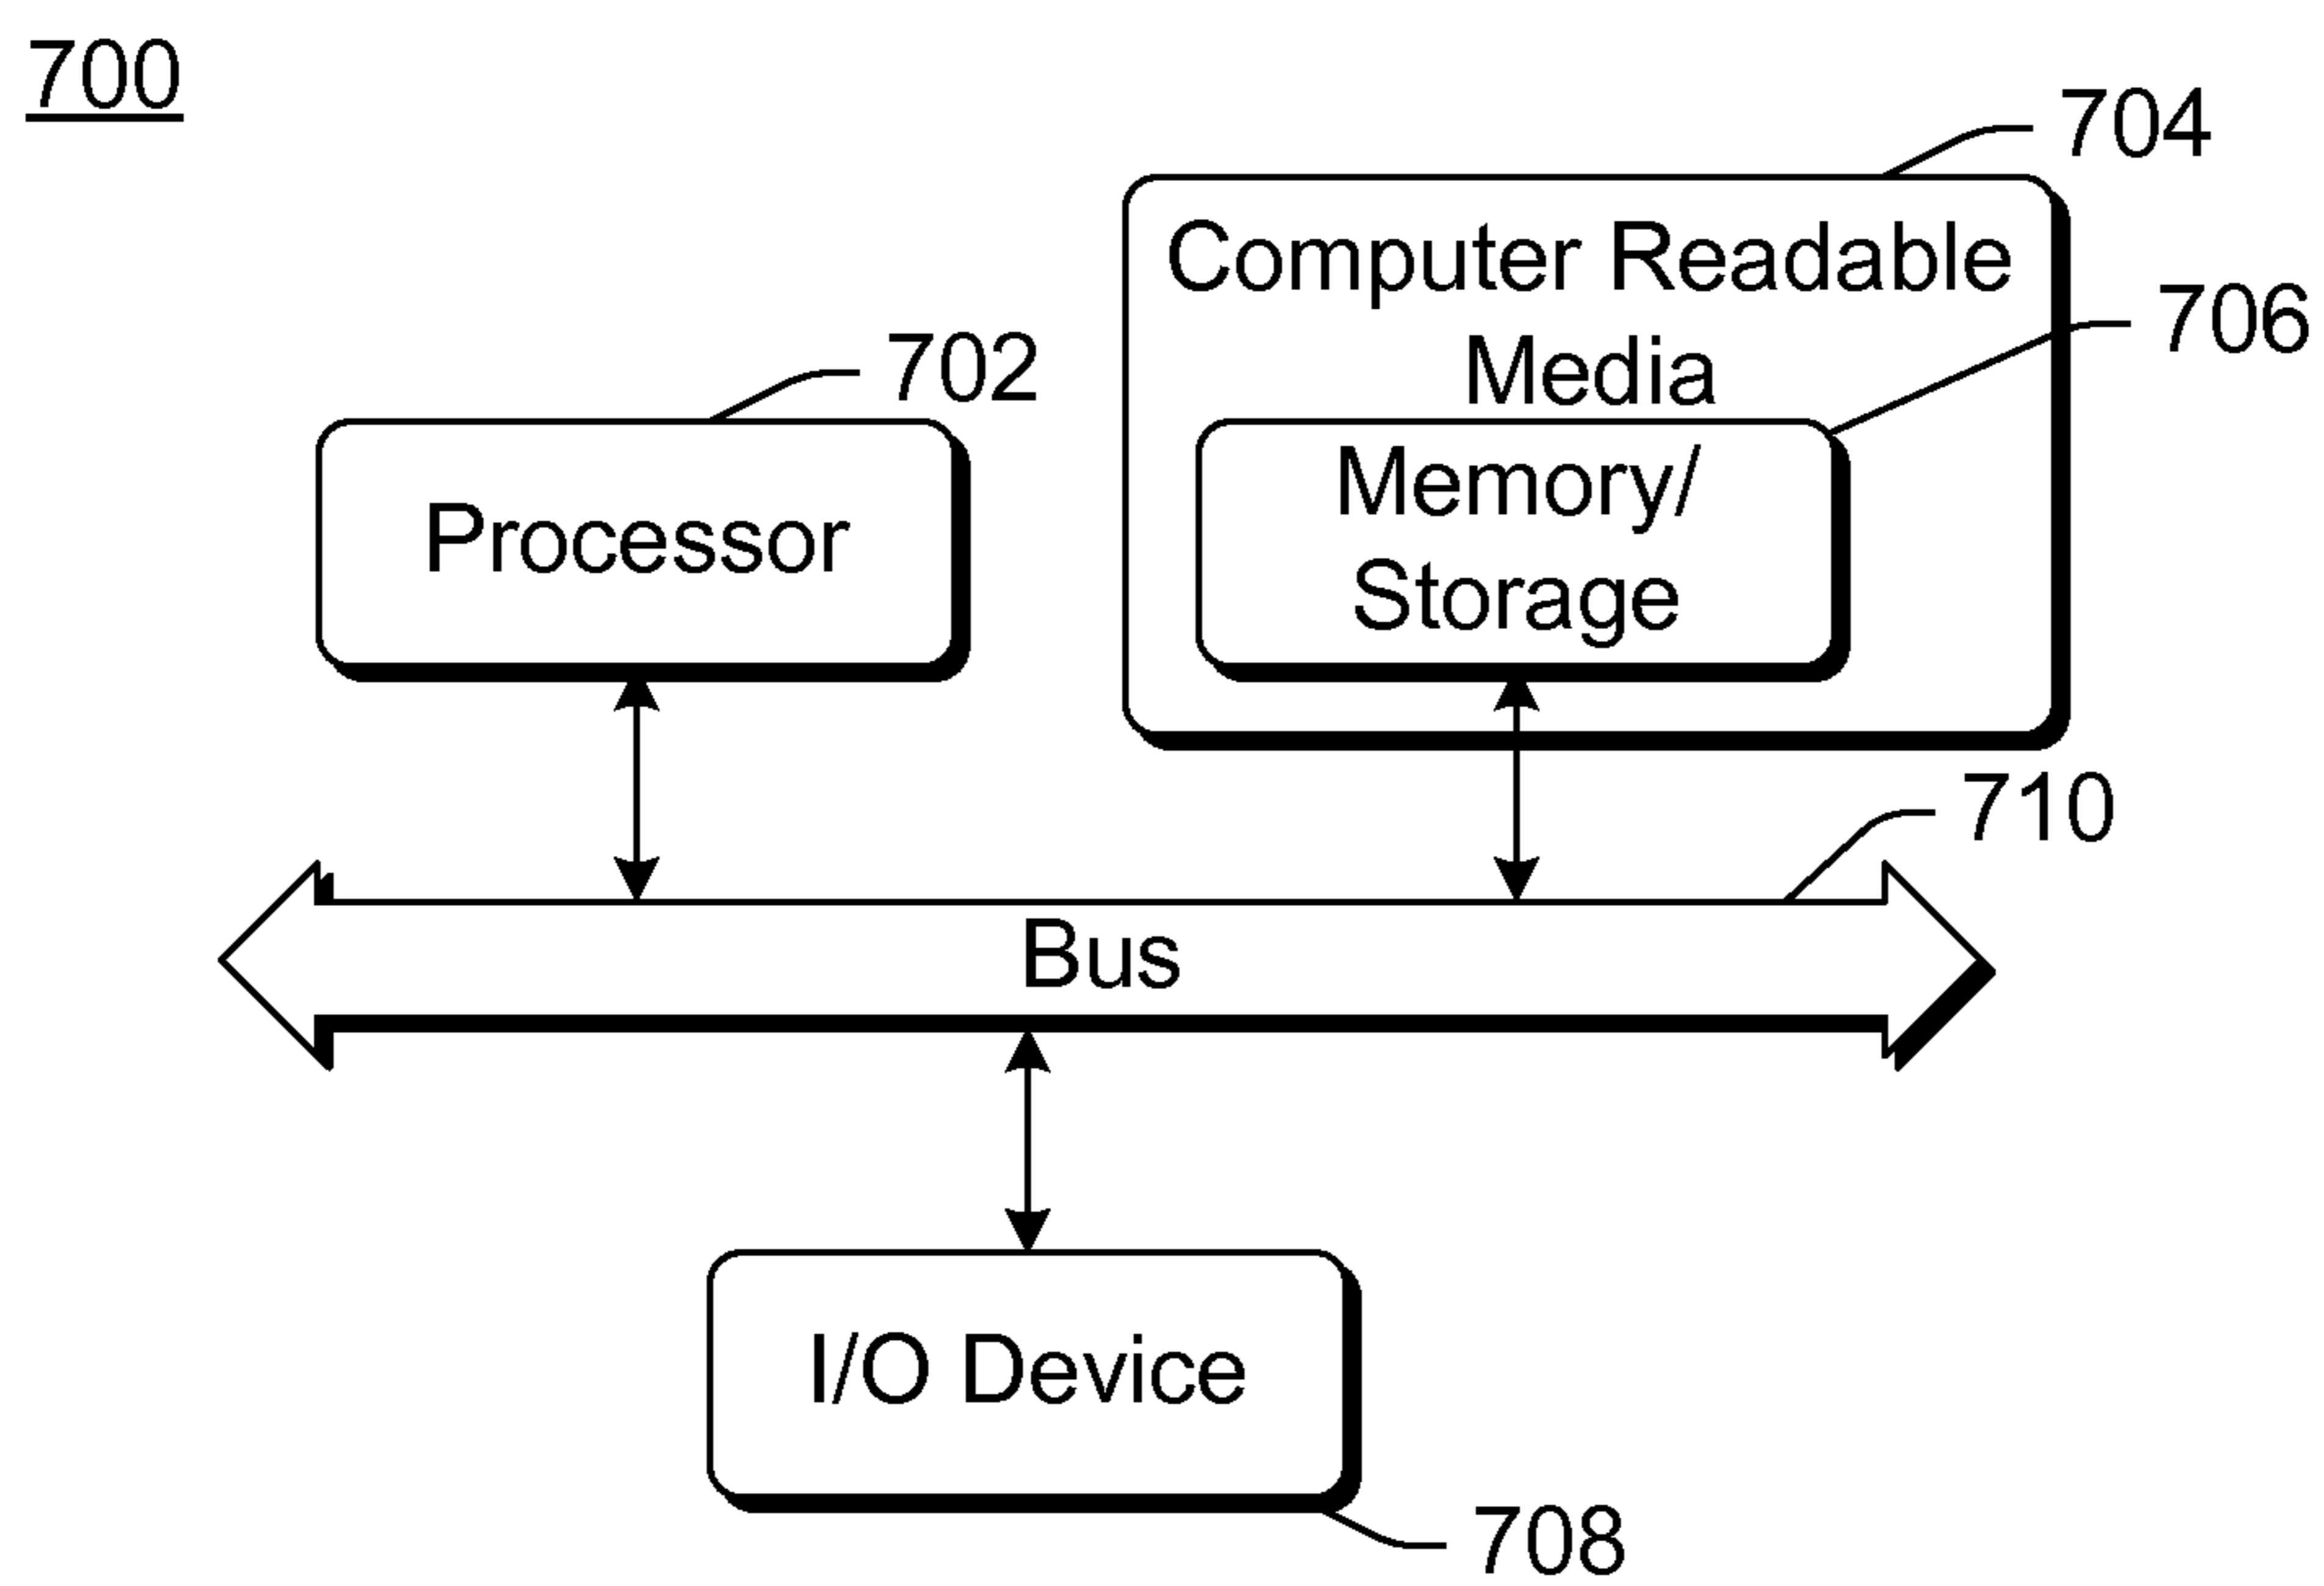 700
704
Computer Readable
Media
706
702
Processor
Memory/
Storage
710
Bus
I/O Device
708